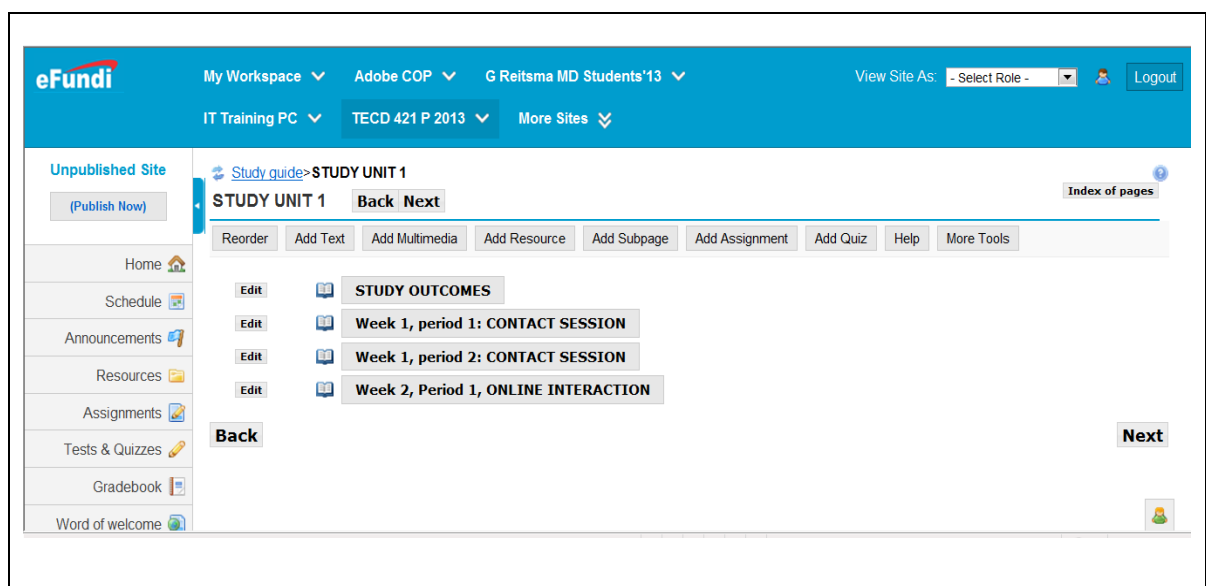 eFundi
My Workspace Adobe COP G Reitsma MD Students'13 View Site As: - Select Role - Logout
IT Training PC TECD 421 P 2013 More Sites
Unpublished Site
(Publish Now)
Home
Schedule
Announcements
Resources
Assignments
Tests & Quizzes
Gradebook
Word of welcome
Study guide>STUDY UNIT 1
Index of pages
STUDY UNIT 1 Back Next
Reorder Add Text Add Multimedia Add Resource Add Subpage Add Assignment Add Quiz Help More Tools
Edit STUDY OUTCOMES
Edit Week 1, period 1: CONTACT SESSION
Edit Week 1, period 2: CONTACT SESSION
Edit Week 2, Period 1, ONLINE INTERACTION
Back Next